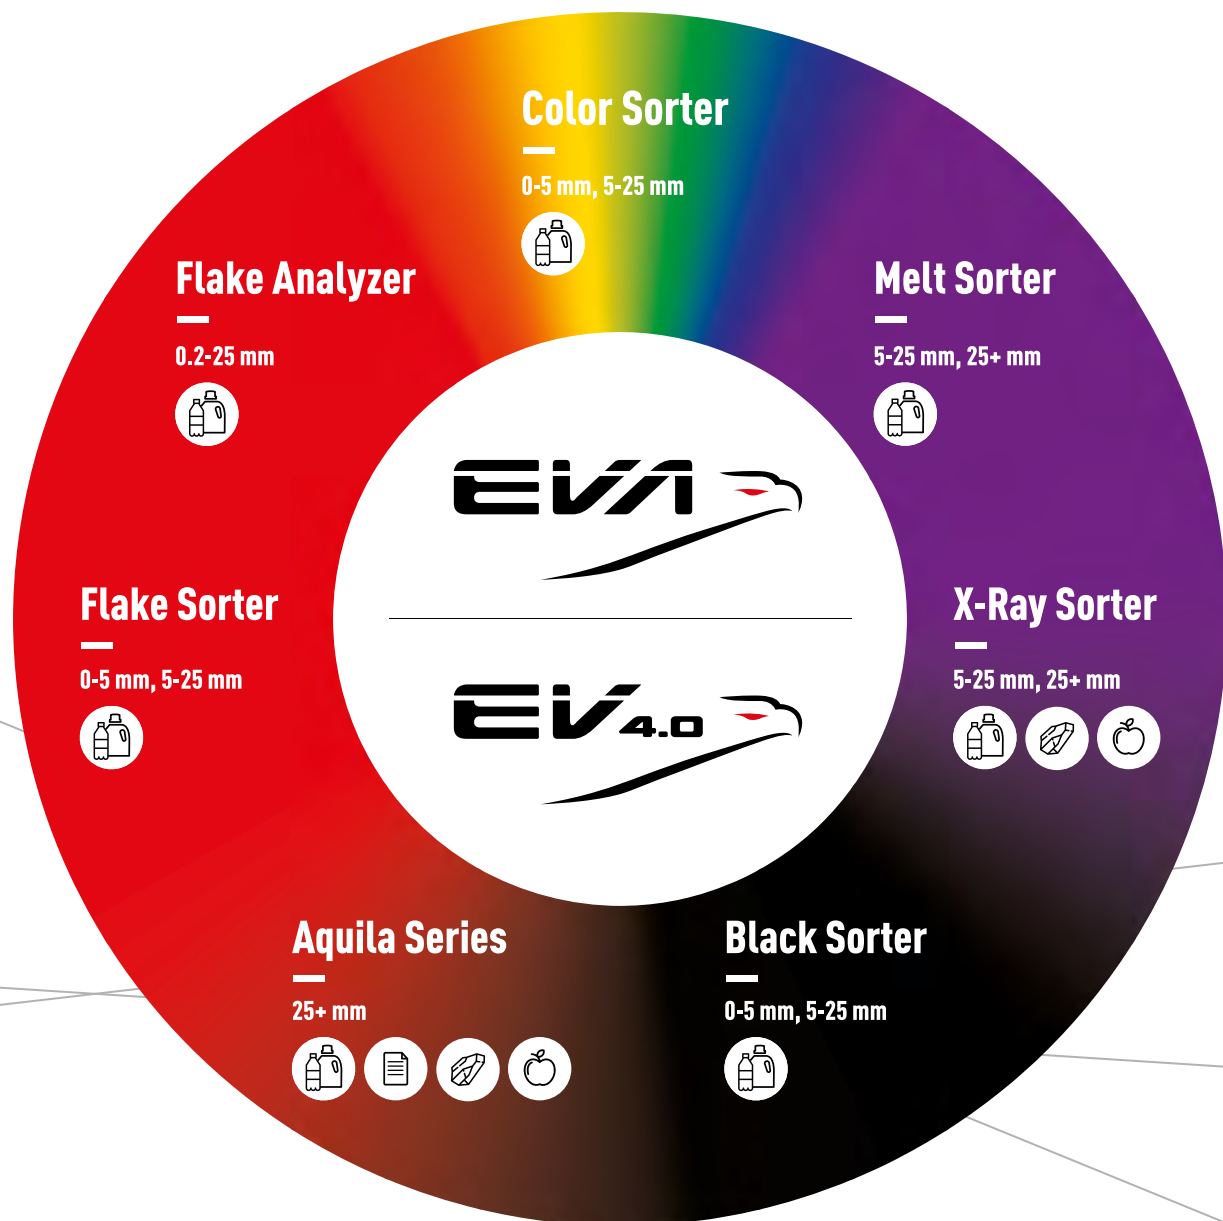 Color Sorter
0-5 mm, 5-25 mm
Flake Analyzer
0.2-25 mm
Melt Sorter
5-25 mm, 25+ mm
EVA
Flake Sorter
0-5 mm, 5-25 mm
X-Ray Sorter
5-25 mm, 25+ mm
EV4.0
Aquila Series
25+ mm
Black Sorter
0-5 mm, 5-25 mm